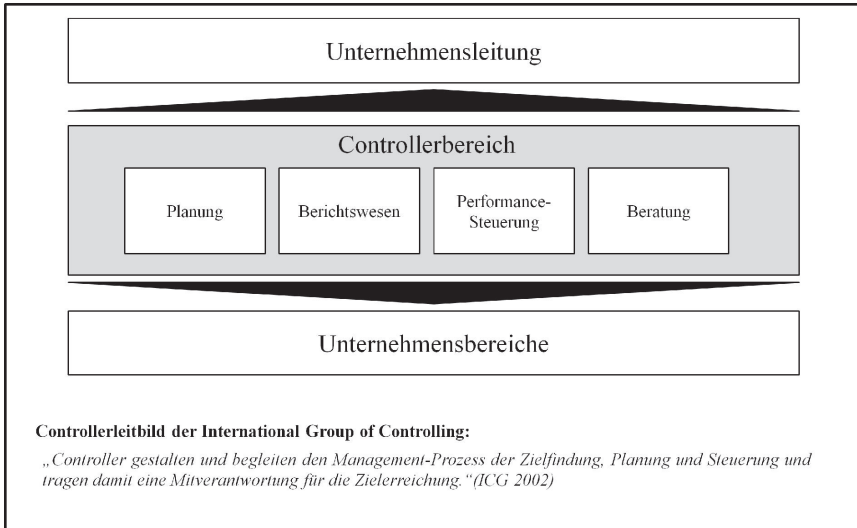 Unternehmensleitung
Controllerbereich
Planung
Berichtswesen
Performance-
Steuerung
Beratung
Unternehmensbereiche
Controllerleitbild der International Group of Controlling:
„Controller gestalten und begleiten den Management-Prozess der Zielfindung, Planung und Steuerung und
tragen damit eine Mitverantwortung für die Zielerreichung.“(ICG 2002)